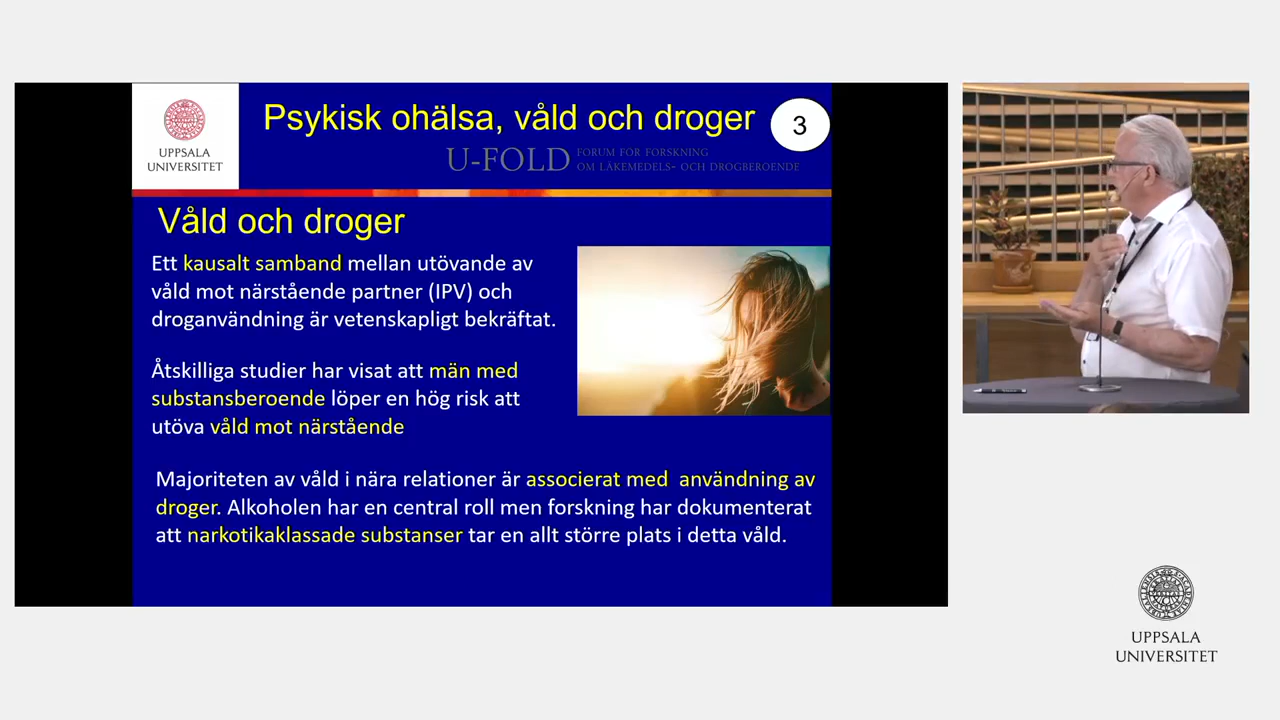 Psykisk ohälsa, våld och droger
3
UPPSALA
UNIVERSITET
U-FOLD
FORUM FÖR FORSKNING
OM LÄKEMEDELS- OCH DROGBEROENDE
Våld och droger
Ett kausalt samband mellan utövande av
våld mot närstående partner (IPV) och
droganvändning är vetenskapligt bekräftat.
Åtskilliga studier har visat att män med
substansberoende löper en hög risk att
utöva våld mot närstående
Majoriteten av våld i nära relationer är associerat med användning av
droger. Alkoholen har en central roll men forskning har dokumenterat
att narkotikaklassade substanser tar en allt större plats i detta våld.
UPPSALA
UNIVERSITET